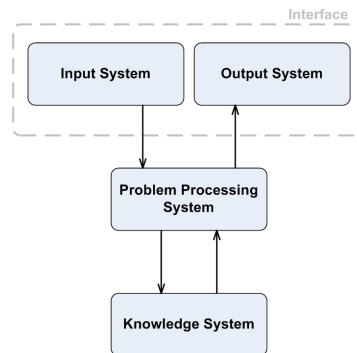 Interface
Input System
Output System
Problem Processing
System
Knowledge System